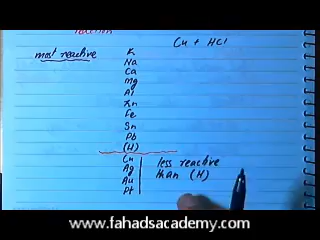 reaction
Cu + HCl
most reactive
K
Na
Ca
Mg
Al
Zn
Fe
Sn
Pb
(H)
Cu
Ag
Au
Pt
less reactive
than (H)
www.fahadsacademy.com